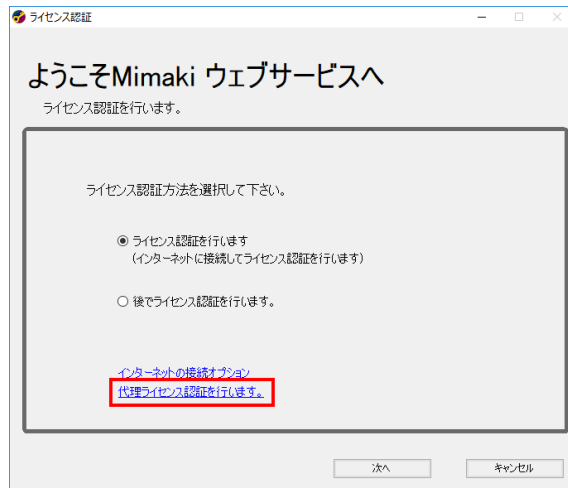 ライセンス認証
ようこそMimaki ウェブサービスへ
ライセンス認証を行います。
ライセンス認証方法を選択して下さい。
ライセンス認証を行います
(インターネットに接続してライセンス認証を行います)
後でライセンス認証を行います。
インターネットの接続オプション
代理ライセンス認証を行います。
次へ
キャンセル